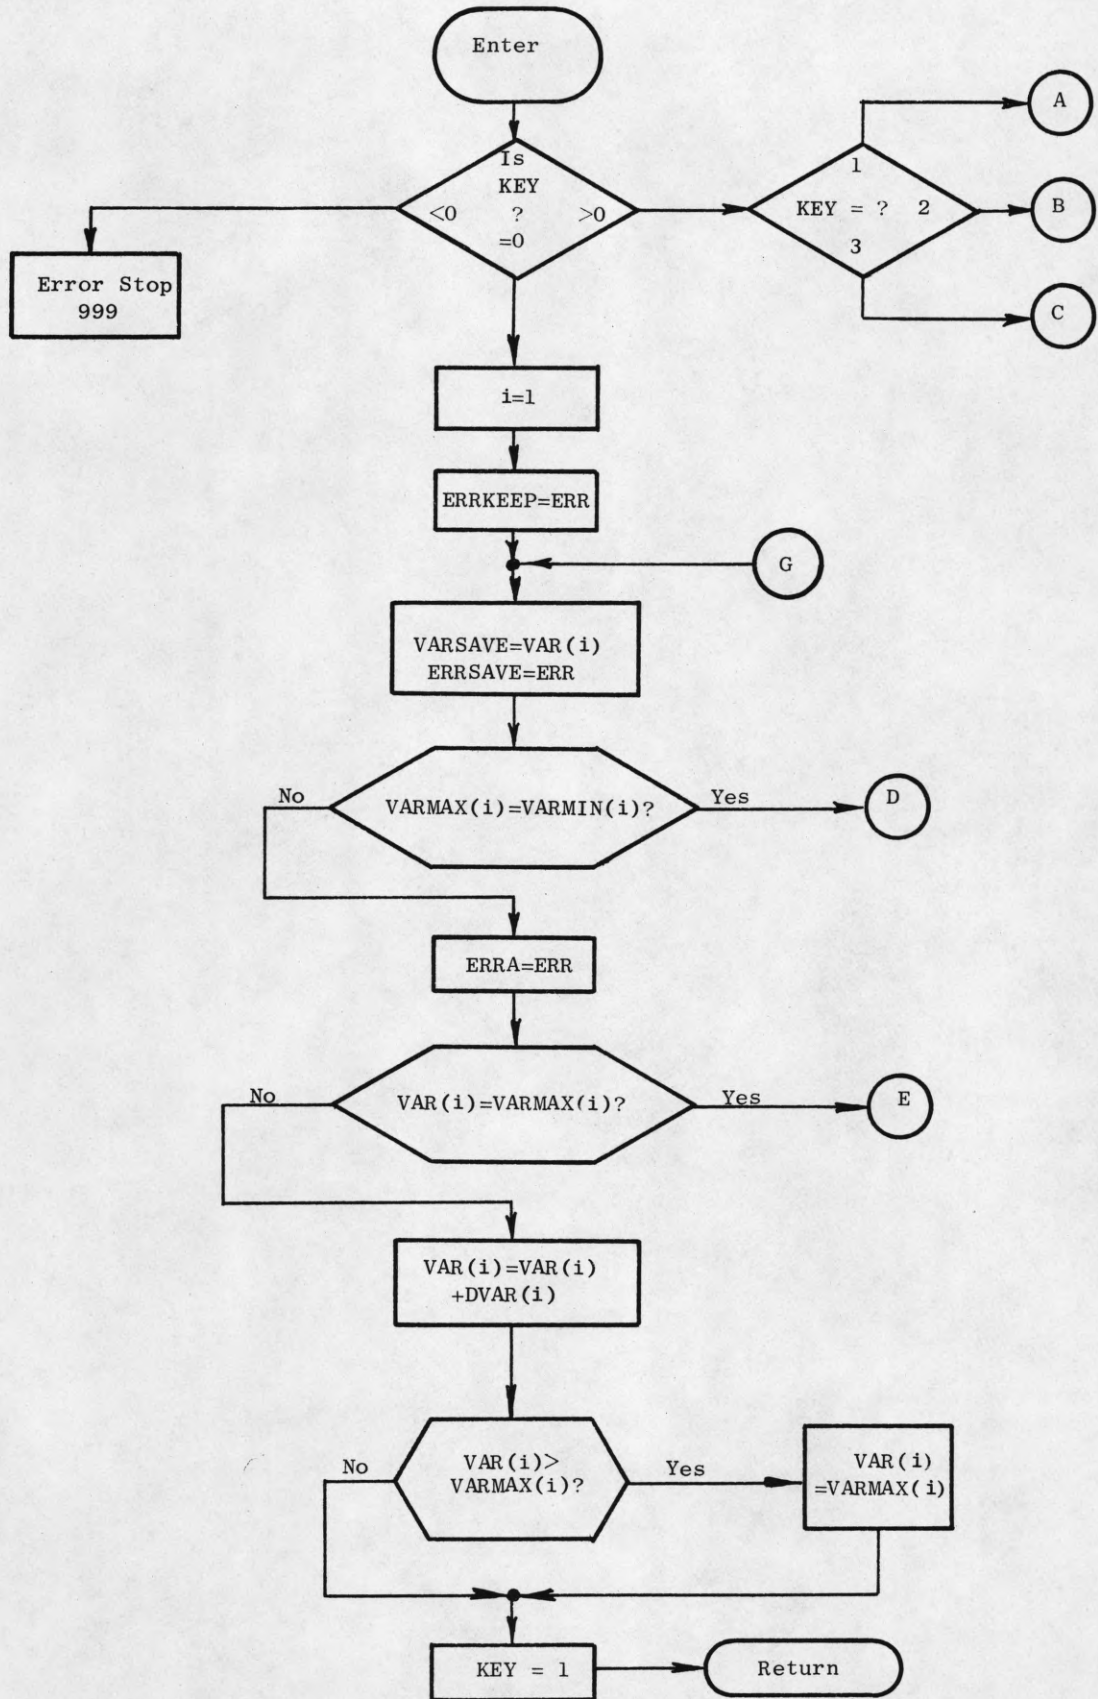 Enter
A
Is
KEY
<0 ? >0
=0
1
KEY = ? 2
3
B
Error Stop
999
C
i=1
ERRKEEP=ERR
G
VARSAVE=VAR(i)
ERRSAVE=ERR
No
VARMAX(i)=VARMIN(i)?
Yes
D
ERRA=ERR
No
VAR(i)=VARMAX(i)?
Yes
E
VAR(i)=VAR(i)
+DVAR(i)
No
VAR(i)>
VARMAX(i)?
Yes
VAR(i)
=VARMAX(i)
KEY = 1
Return